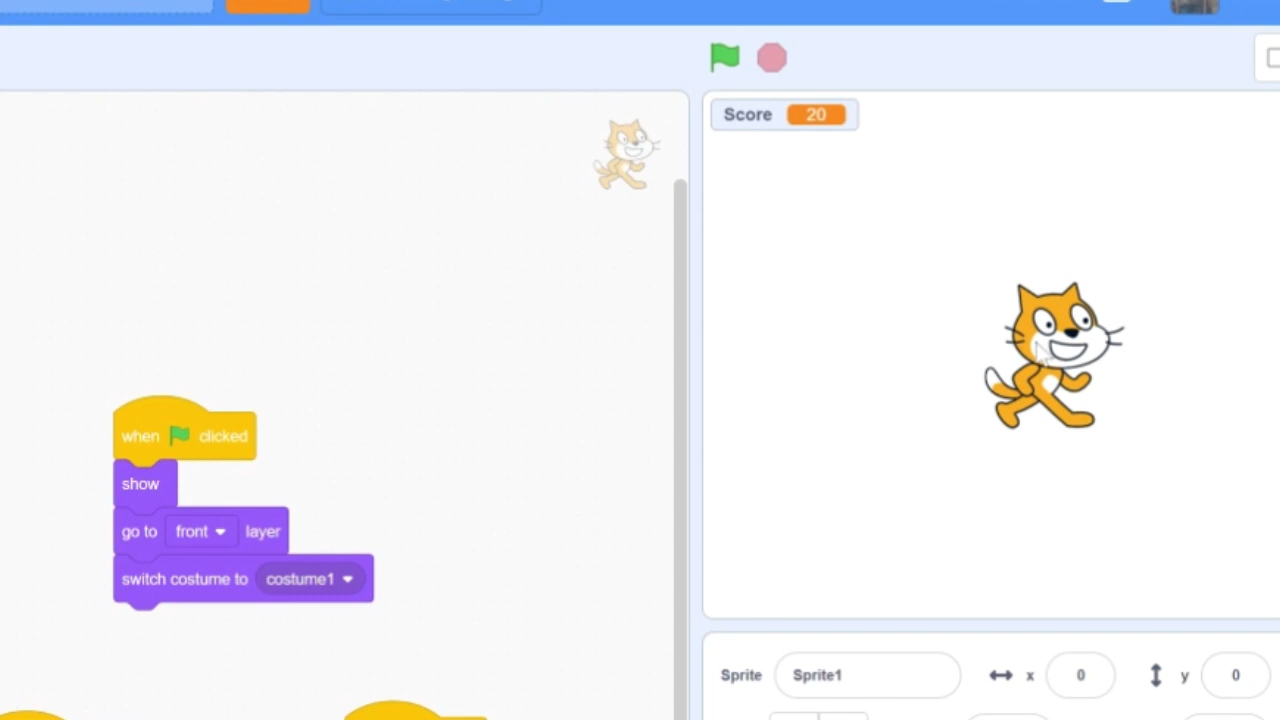 Score 20
when clicked
show
go to front layer
switch costume to costume1
Sprite Sprite1 x 0 y 0